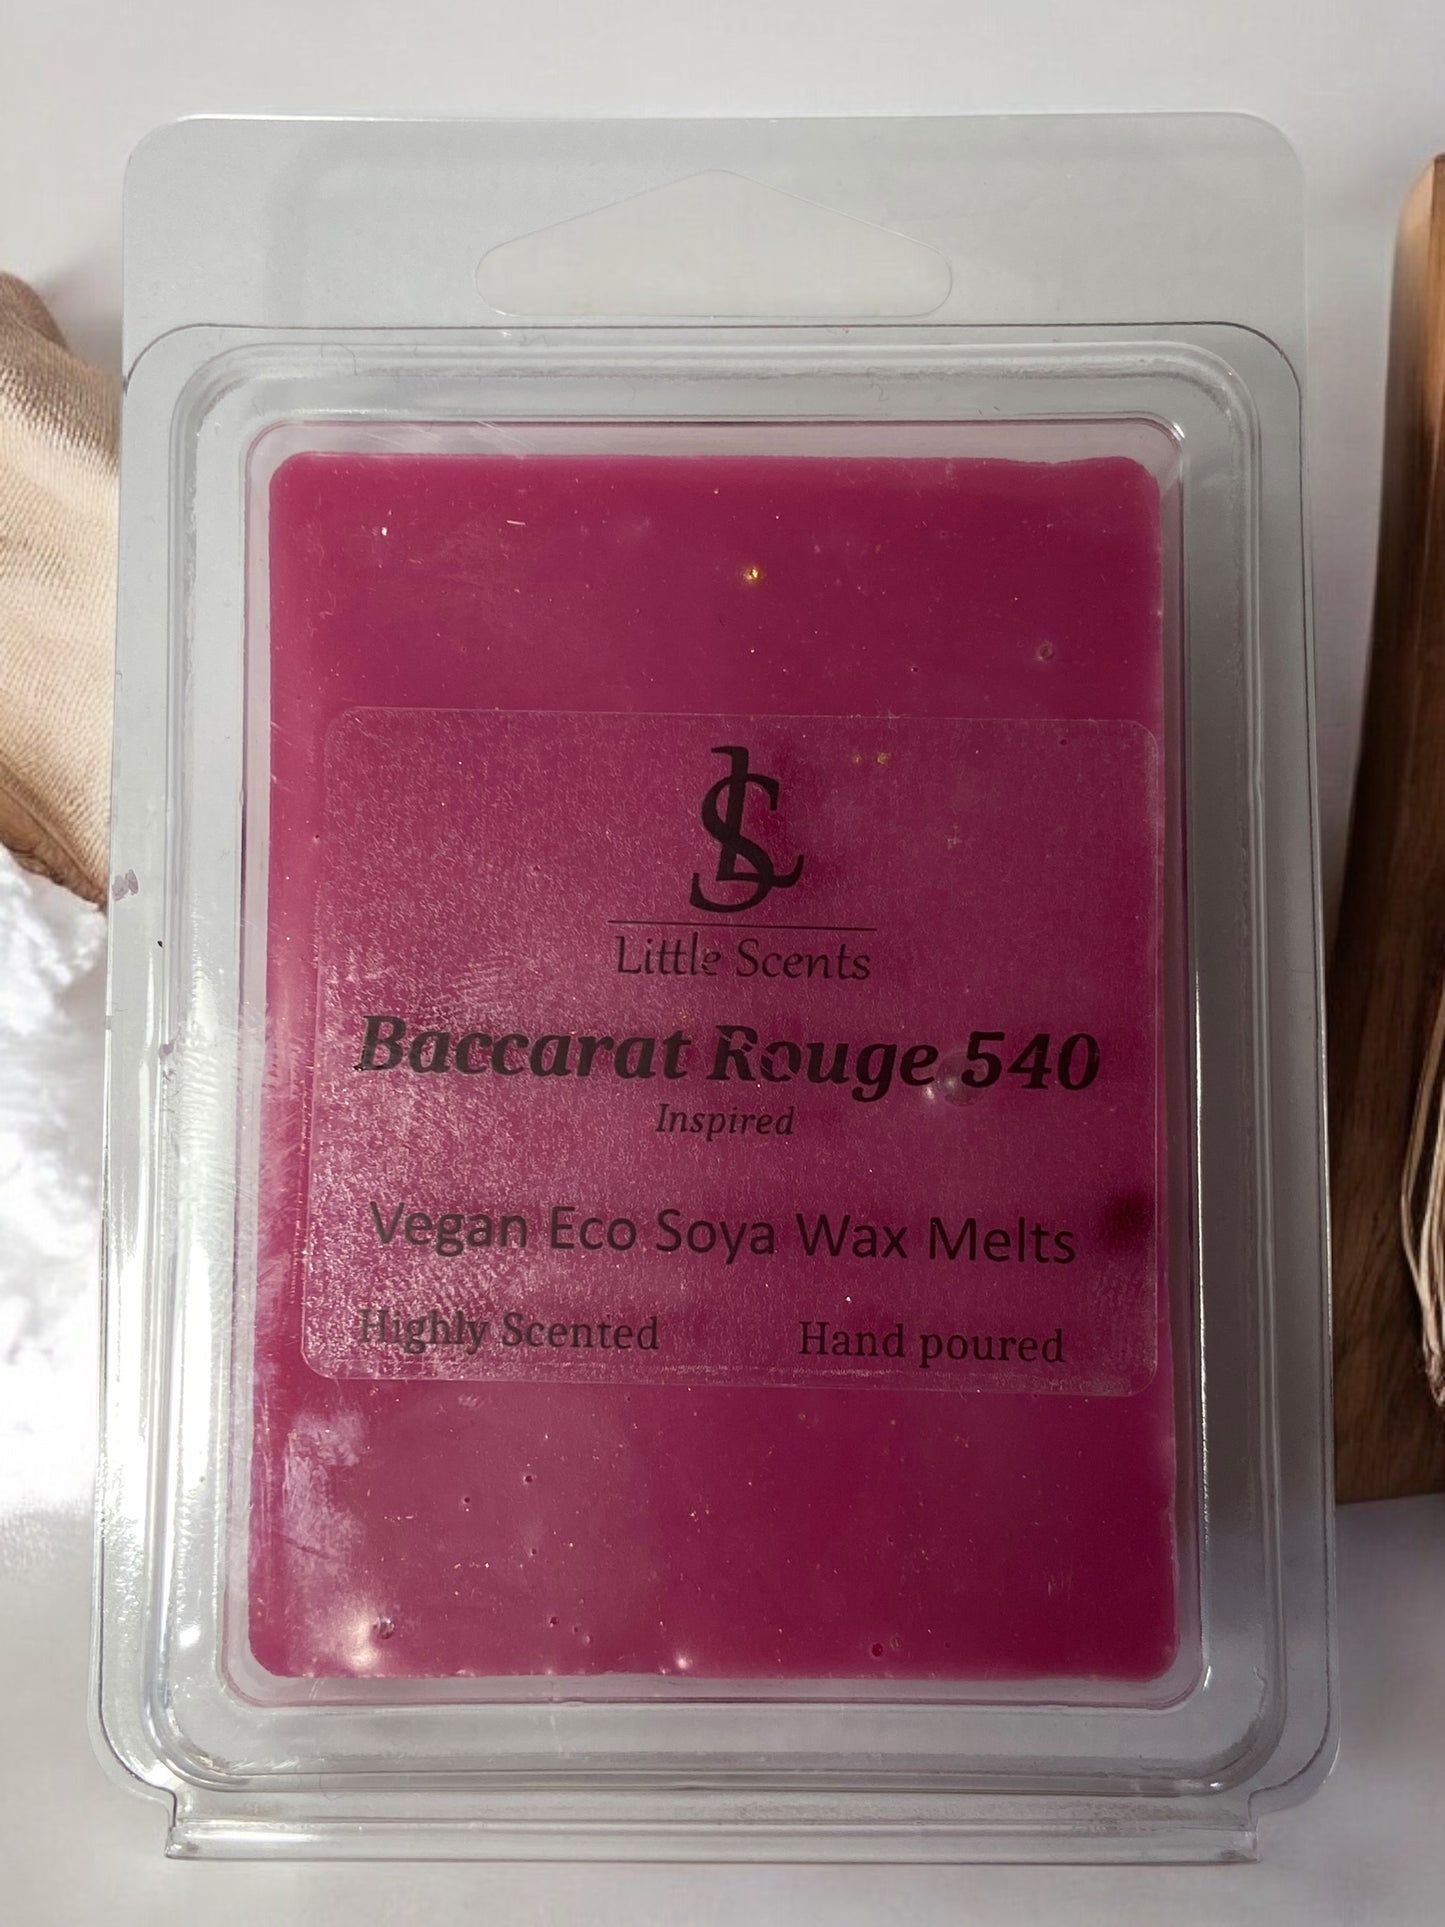 LS
Little Scents
Baccarat Rouge 540
Inspired
Vegan Eco Soya Wax Melts
Highly Scented Hand poured